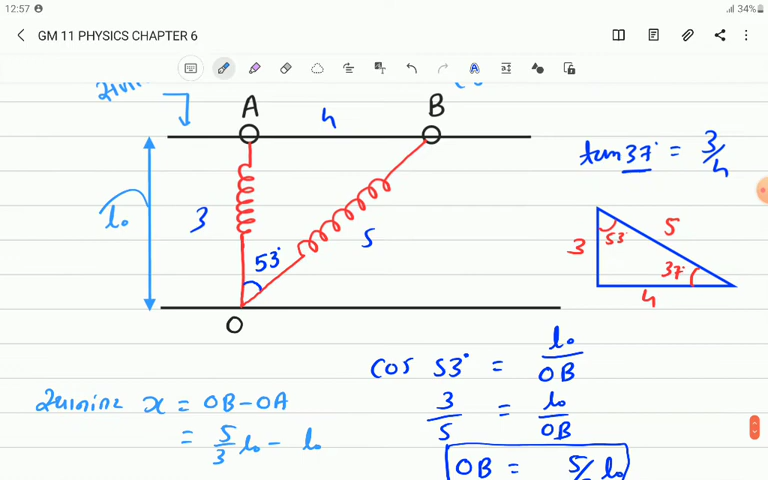 12:57
34%
GM 11 PHYSICS CHAPTER 6
A
4
B
tan 37° = 3/4
l₀
3
53°
5
3
53°
5
37°
4
O
cos 53° = l₀/OB
x = OB - OA
3/5 = l₀/OB
= 5/3 l₀ - l₀
OB = 5/ l₀